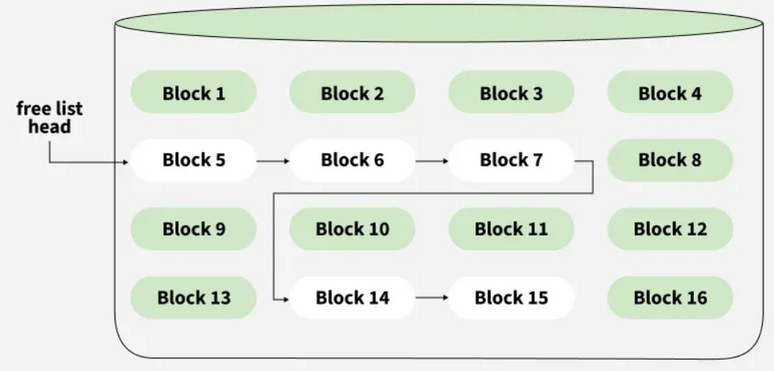 Block 1
Block 2
Block 3
Block 4
free list
head
Block 5
Block 6
Block 7
Block 8
Block 9
Block 10
Block 11
Block 12
Block 13
Block 14
Block 15
Block 16